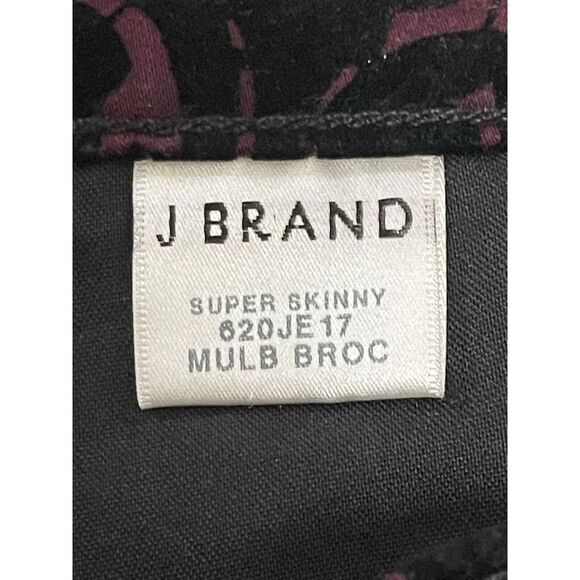 J BRAND
SUPER SKINNY
620JE17
MULB BROC